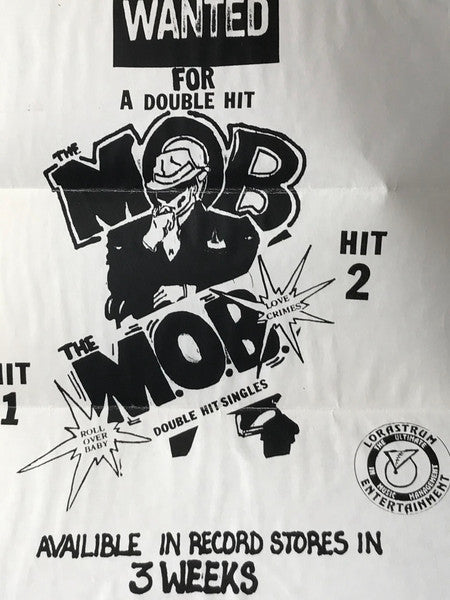 WANTED
FOR
A DOUBLE HIT
THE
MOB
HIT
2
LOVE
CRIMES
THE
M.O.B.
DOUBLE HIT SINGLES
HIT
1
ROLL
OVER
BABY
LORASTRUM
THE ULTIMATE
IN MUSIC MANAGEMENT
ENTERTAINMENT
AVAILIBLE IN RECORD STORES IN
3 WEEKS